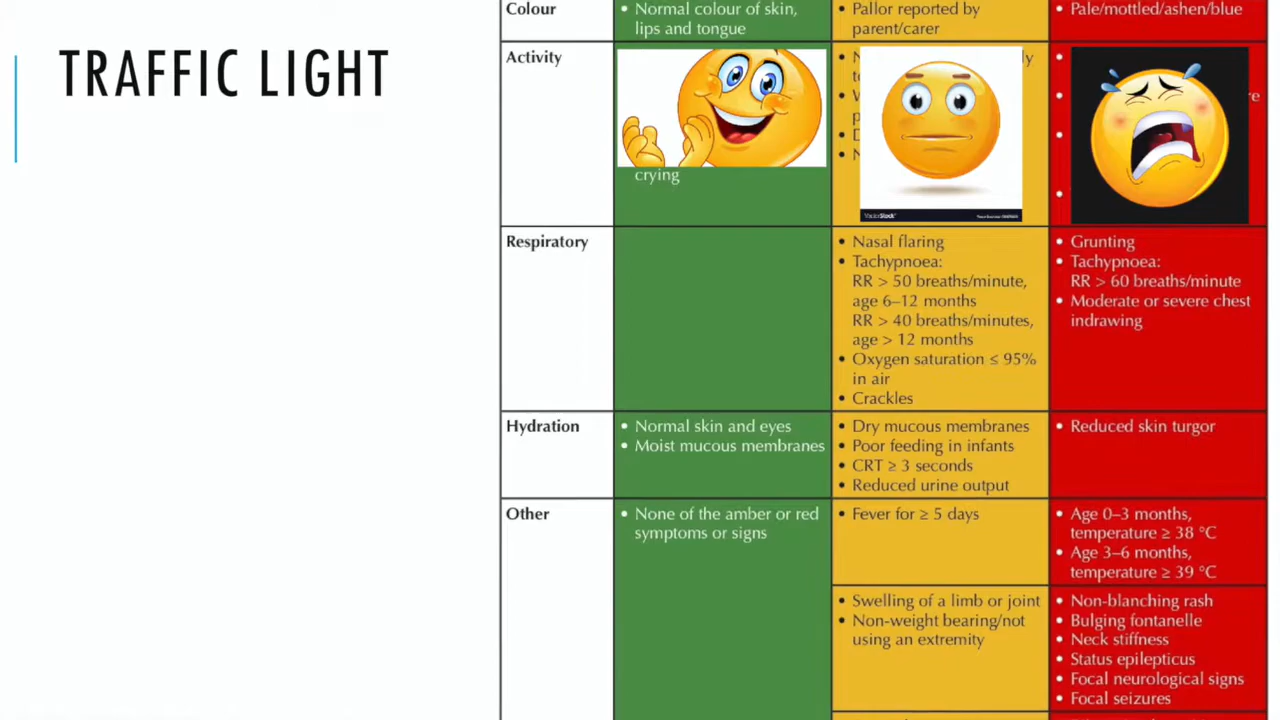 TRAFFIC LIGHT
Colour
Normal colour of skin,
lips and tongue
Pallor reported by
parent/carer
Pale/mottled/ashen/blue
Activity
crying
Respiratory
Nasal flaring
Tachypnoea:
RR > 50 breaths/minute,
age 6–12 months
RR > 40 breaths/minutes,
age > 12 months
Oxygen saturation ≤ 95%
in air
Crackles
Grunting
Tachypnoea:
RR > 60 breaths/minute
Moderate or severe chest
indrawing
Hydration
Normal skin and eyes
Moist mucous membranes
Dry mucous membranes
Poor feeding in infants
CRT ≥ 3 seconds
Reduced urine output
Reduced skin turgor
Other
None of the amber or red
symptoms or signs
Fever for ≥ 5 days
Age 0–3 months,
temperature ≥ 38 °C
Age 3–6 months,
temperature ≥ 39 °C
Swelling of a limb or joint
Non-weight bearing/not
using an extremity
Non-blanching rash
Bulging fontanelle
Neck stiffness
Status epilepticus
Focal neurological signs
Focal seizures
VectorStock